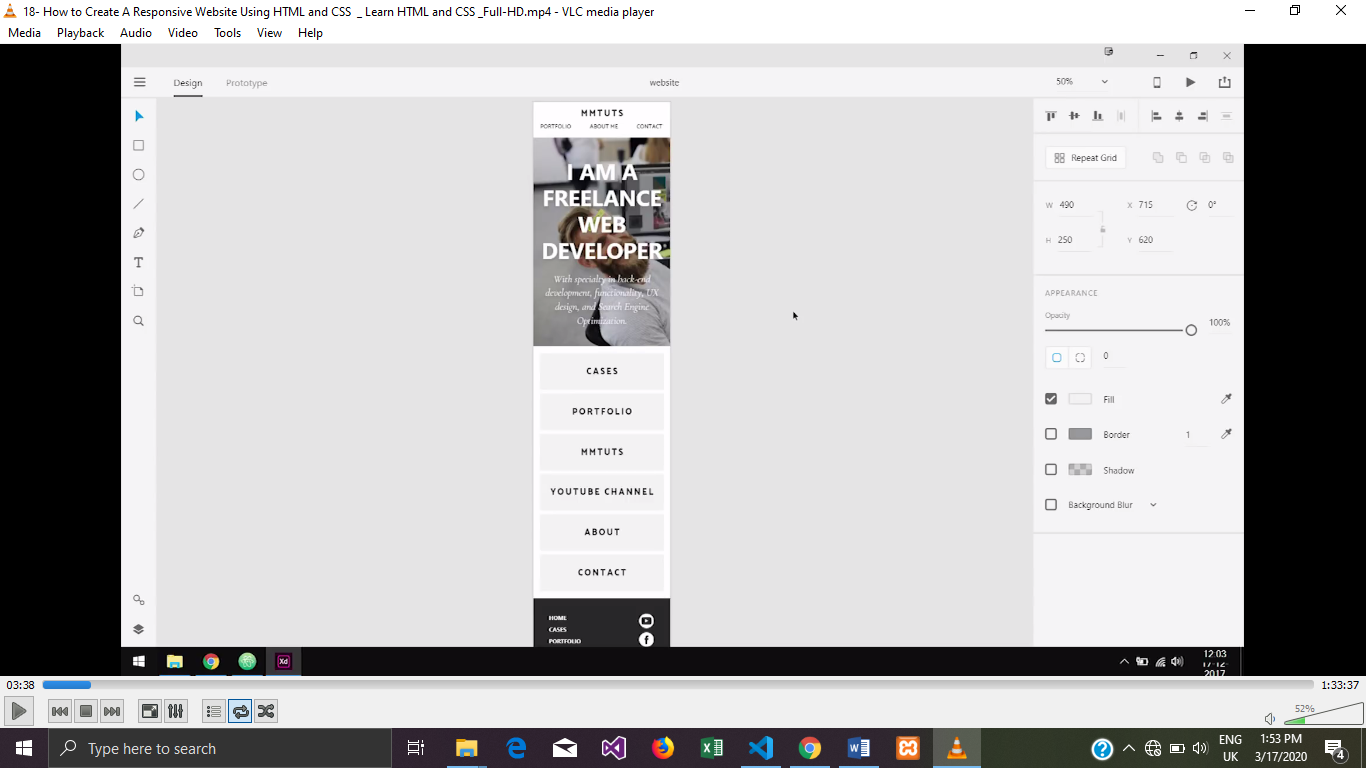 18- How to Create A Responsive Website Using HTML and CSS _ Learn HTML and CSS _Full-HD.mp4 - VLC media player
Media Playback Audio Video Tools View Help
Design Prototype website 50%
MMTUTS
PORTFOLIO ABOUT ME CONTACT
I AM A
FREELANCE
WEB
DEVELOPER
With specialty in back-end
development, functionality, UX
design, and Search Engine
Optimization.
CASES
PORTFOLIO
MMTUTS
YOUTUBE CHANNEL
ABOUT
CONTACT
HOME
CASES
PORTFOLIO
Repeat Grid
W 490 X 715 0°
H 250 Y 620
APPEARANCE
Opacity
100%
0
Fill
Border 1
Shadow
Background Blur
Xd
12.03
17-12-
2017
03:38 1:33:37
52%
Type here to search
ENG
UK
1:53 PM
3/17/2020
4